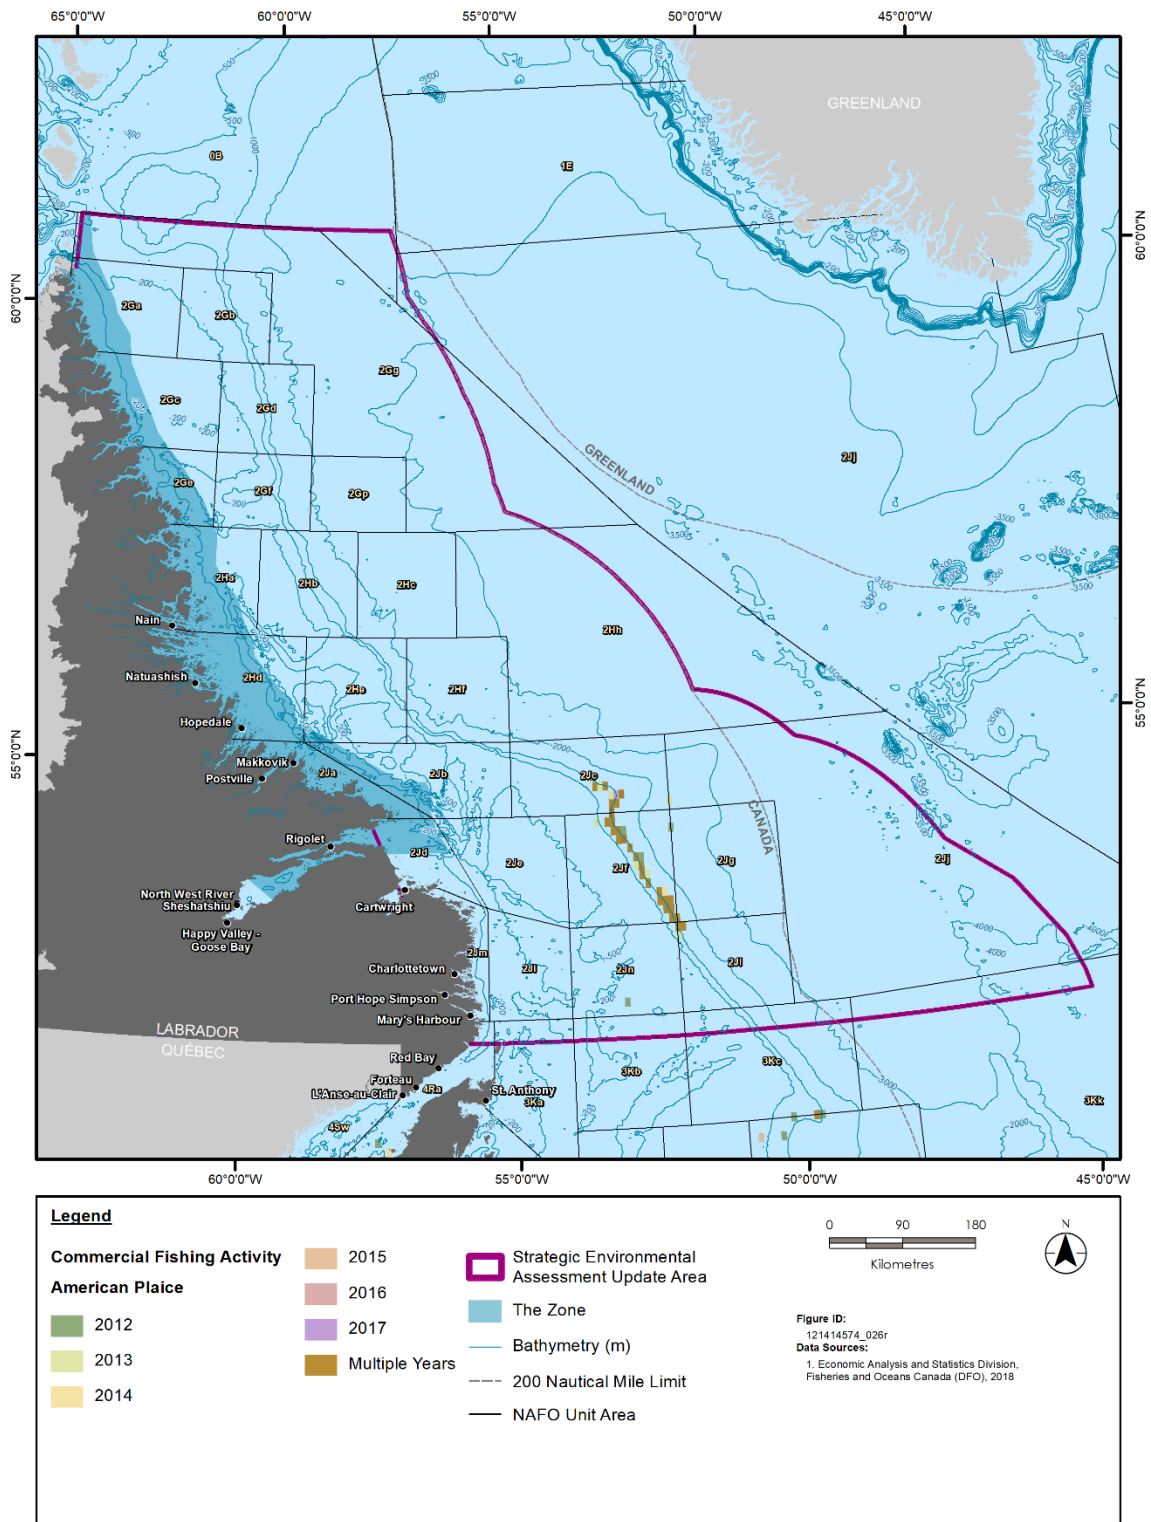 65°0'0"W
60°0'0"W
55°0'0"W
50°0'0"W
45°0'0"W
GREENLAND
0B
1E
60°0'0"N
60°0'0"N
2Ga
2Gb
2Gg
2Gc
2Gd
GREENLAND
2Jj
2Ge
2Gf
2Gp
2Ha
2Hb
2Hc
Nain
2Hh
Natuashish
2Hd
2He
2Hf
55°0'0"N
Hopedale
55°0'0"N
Makkovik
Postville
2Ja
2Jb
2Jc
CANADA
Rigolet
2Jd
2Je
2Jf
2Jg
2Jj
North West River
Sheshatshiu
Cartwright
Happy Valley -
Goose Bay
2Jm
Charlottetown
2Jl
2Jn
2Jl
Port Hope Simpson
Mary's Harbour
LABRADOR
QUÉBEC
Red Bay
3Kb
3Kc
Forteau
4Ra
St. Anthony
L'Anse-au-Clair
3Ka
3Kk
4Sw
60°0'0"W
55°0'0"W
50°0'0"W
45°0'0"W
Legend
Commercial Fishing Activity
American Plaice
2012
2013
2014
2015
2016
2017
Multiple Years
Strategic Environmental
Assessment Update Area
The Zone
Bathymetry (m)
200 Nautical Mile Limit
NAFO Unit Area
0 90 180
Kilometres
N
Figure ID:
121414574_026r
Data Sources:
1. Economic Analysis and Statistics Division,
Fisheries and Oceans Canada (DFO), 2018